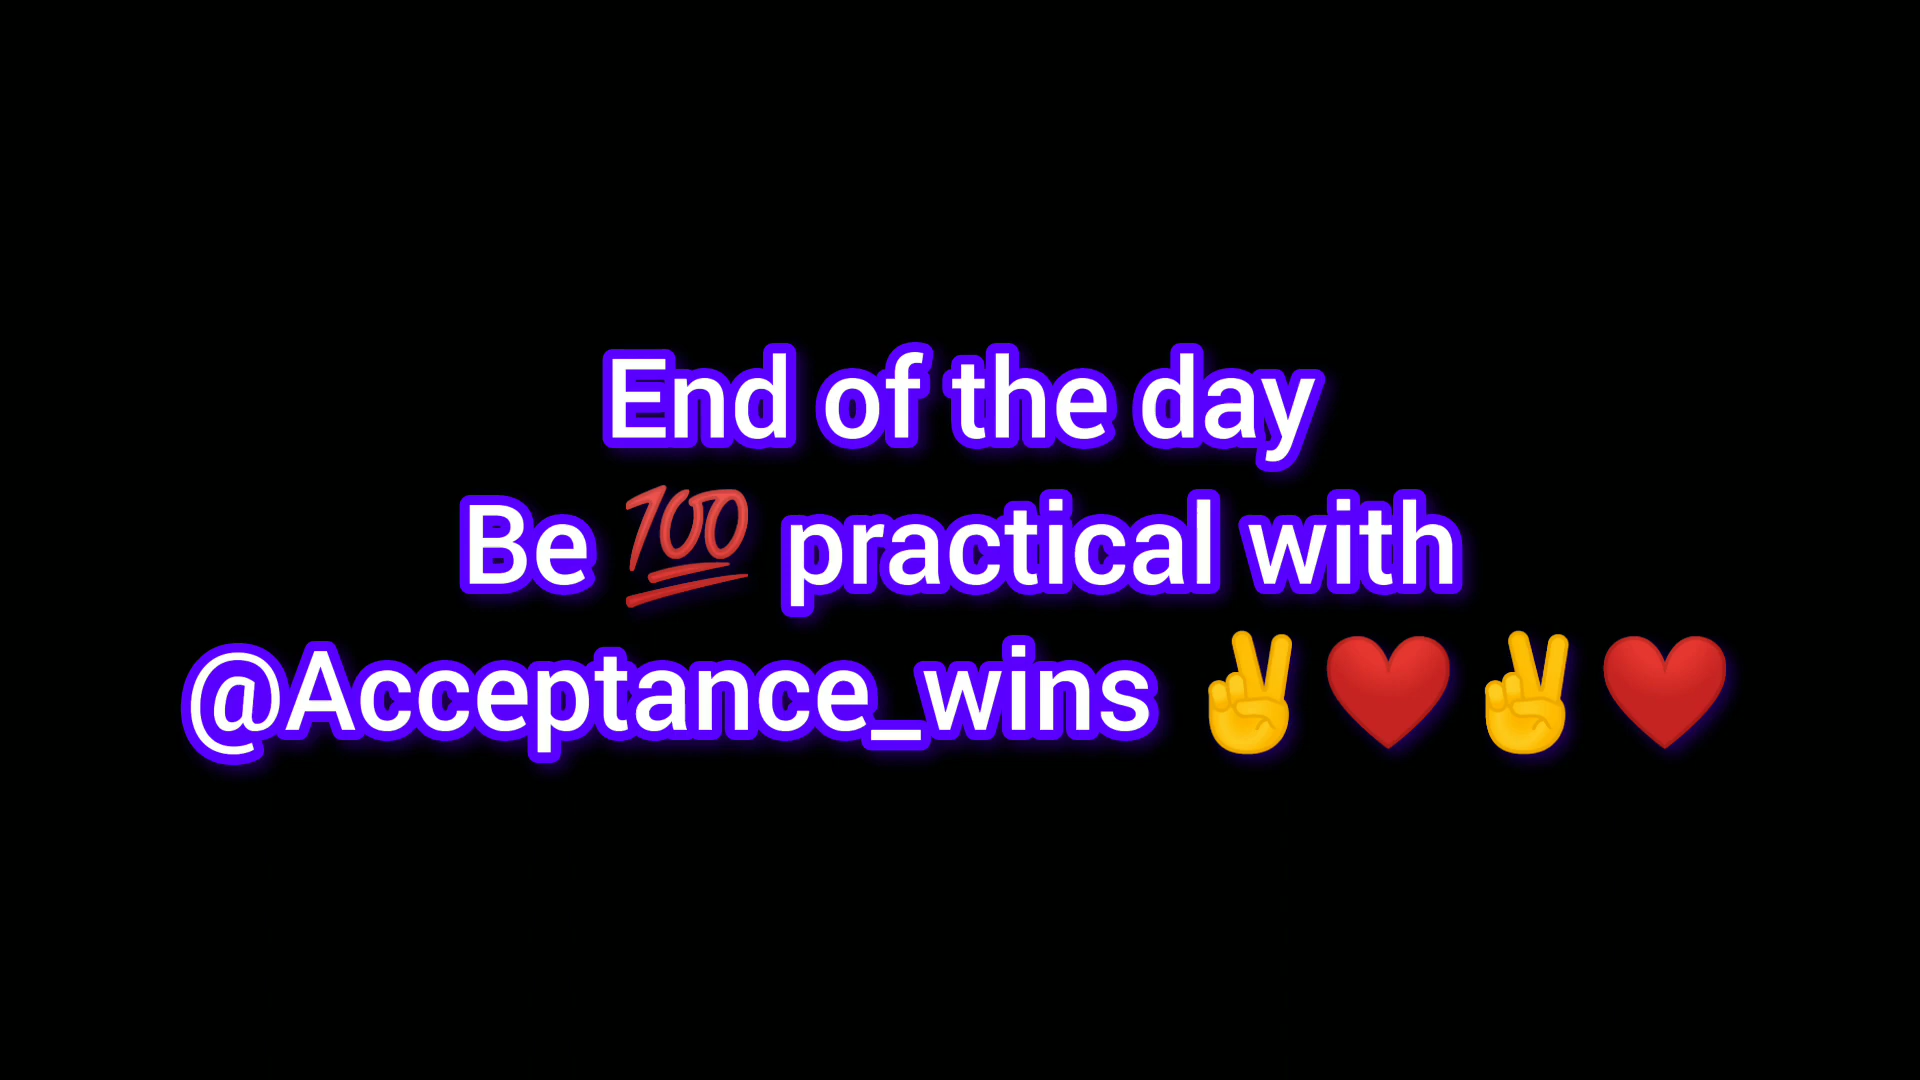 End of the day
Be 💯 practical with
@Acceptance_wins ✌️❤️✌️❤️